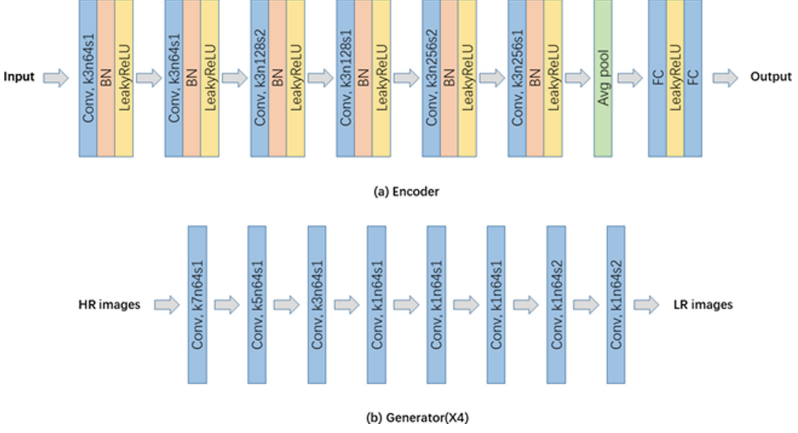 Input
Conv, k3n64s1
BN
LeakyReLU
Conv, k3n64s1
BN
LeakyReLU
Conv, k3n128s2
BN
LeakyReLU
Conv, k3n128s1
BN
LeakyReLU
Conv, k3n256s2
BN
LeakyReLU
Conv, k3n256s1
BN
LeakyReLU
Avg pool
FC
LeakyReLU
FC
Output
(a) Encoder
HR images
Conv, k7n64s1
Conv, k5n64s1
Conv, k3n64s1
Conv, k1n64s1
Conv, k1n64s1
Conv, k1n64s1
Conv, k1n64s2
Conv, k1n64s2
LR images
(b) Generator(X4)